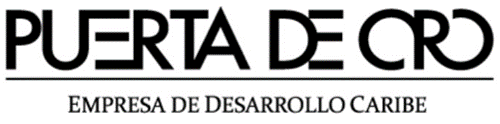 PUERTA DE ORO
EMPRESA DE DESARROLLO CARIBE